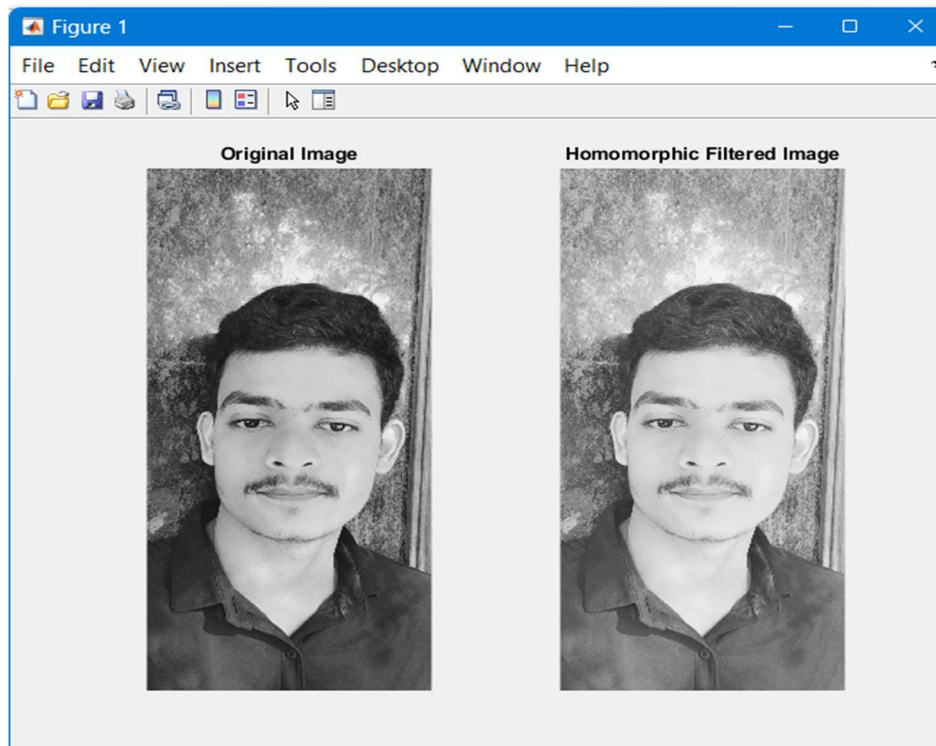 Figure 1
File Edit View Insert Tools Desktop Window Help
Original Image
Homomorphic Filtered Image